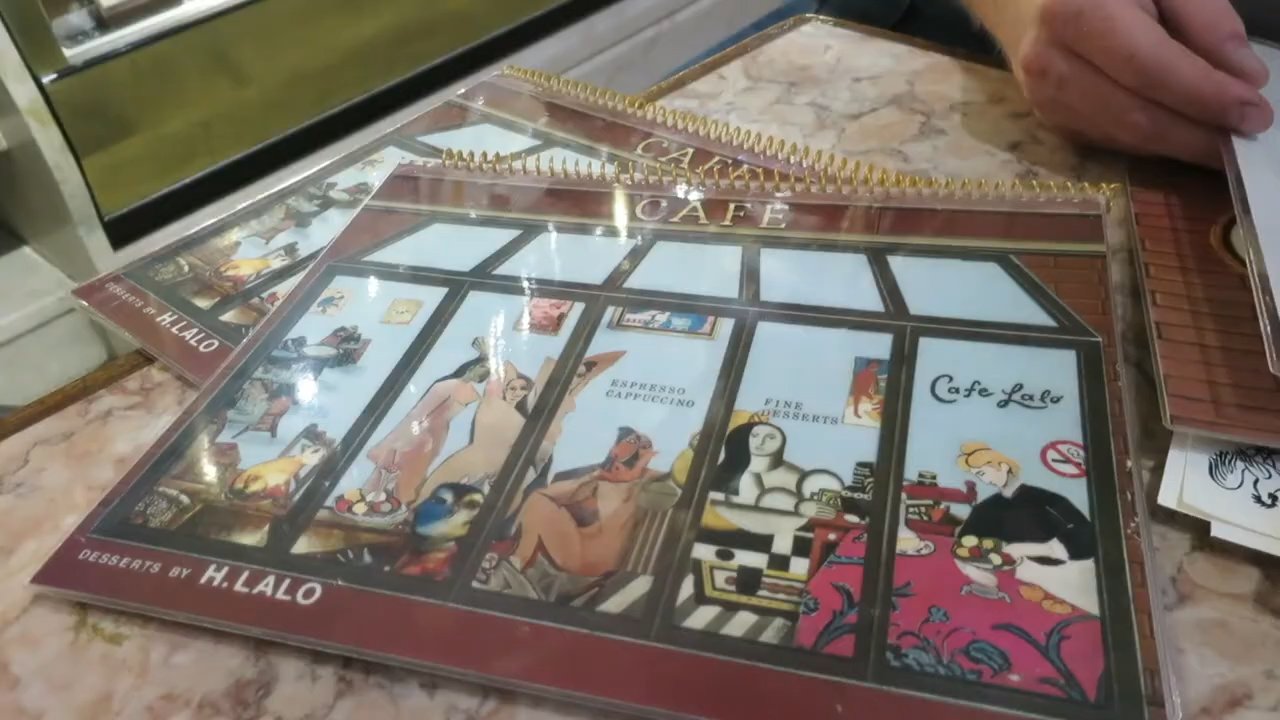 CAFE
CAFE
ESPRESSO
CAPPUCCINO
FINE
DESSERTS
Cafe Lalo
DESSERTS BY H.LALO
DESSERTS BY H.LALO